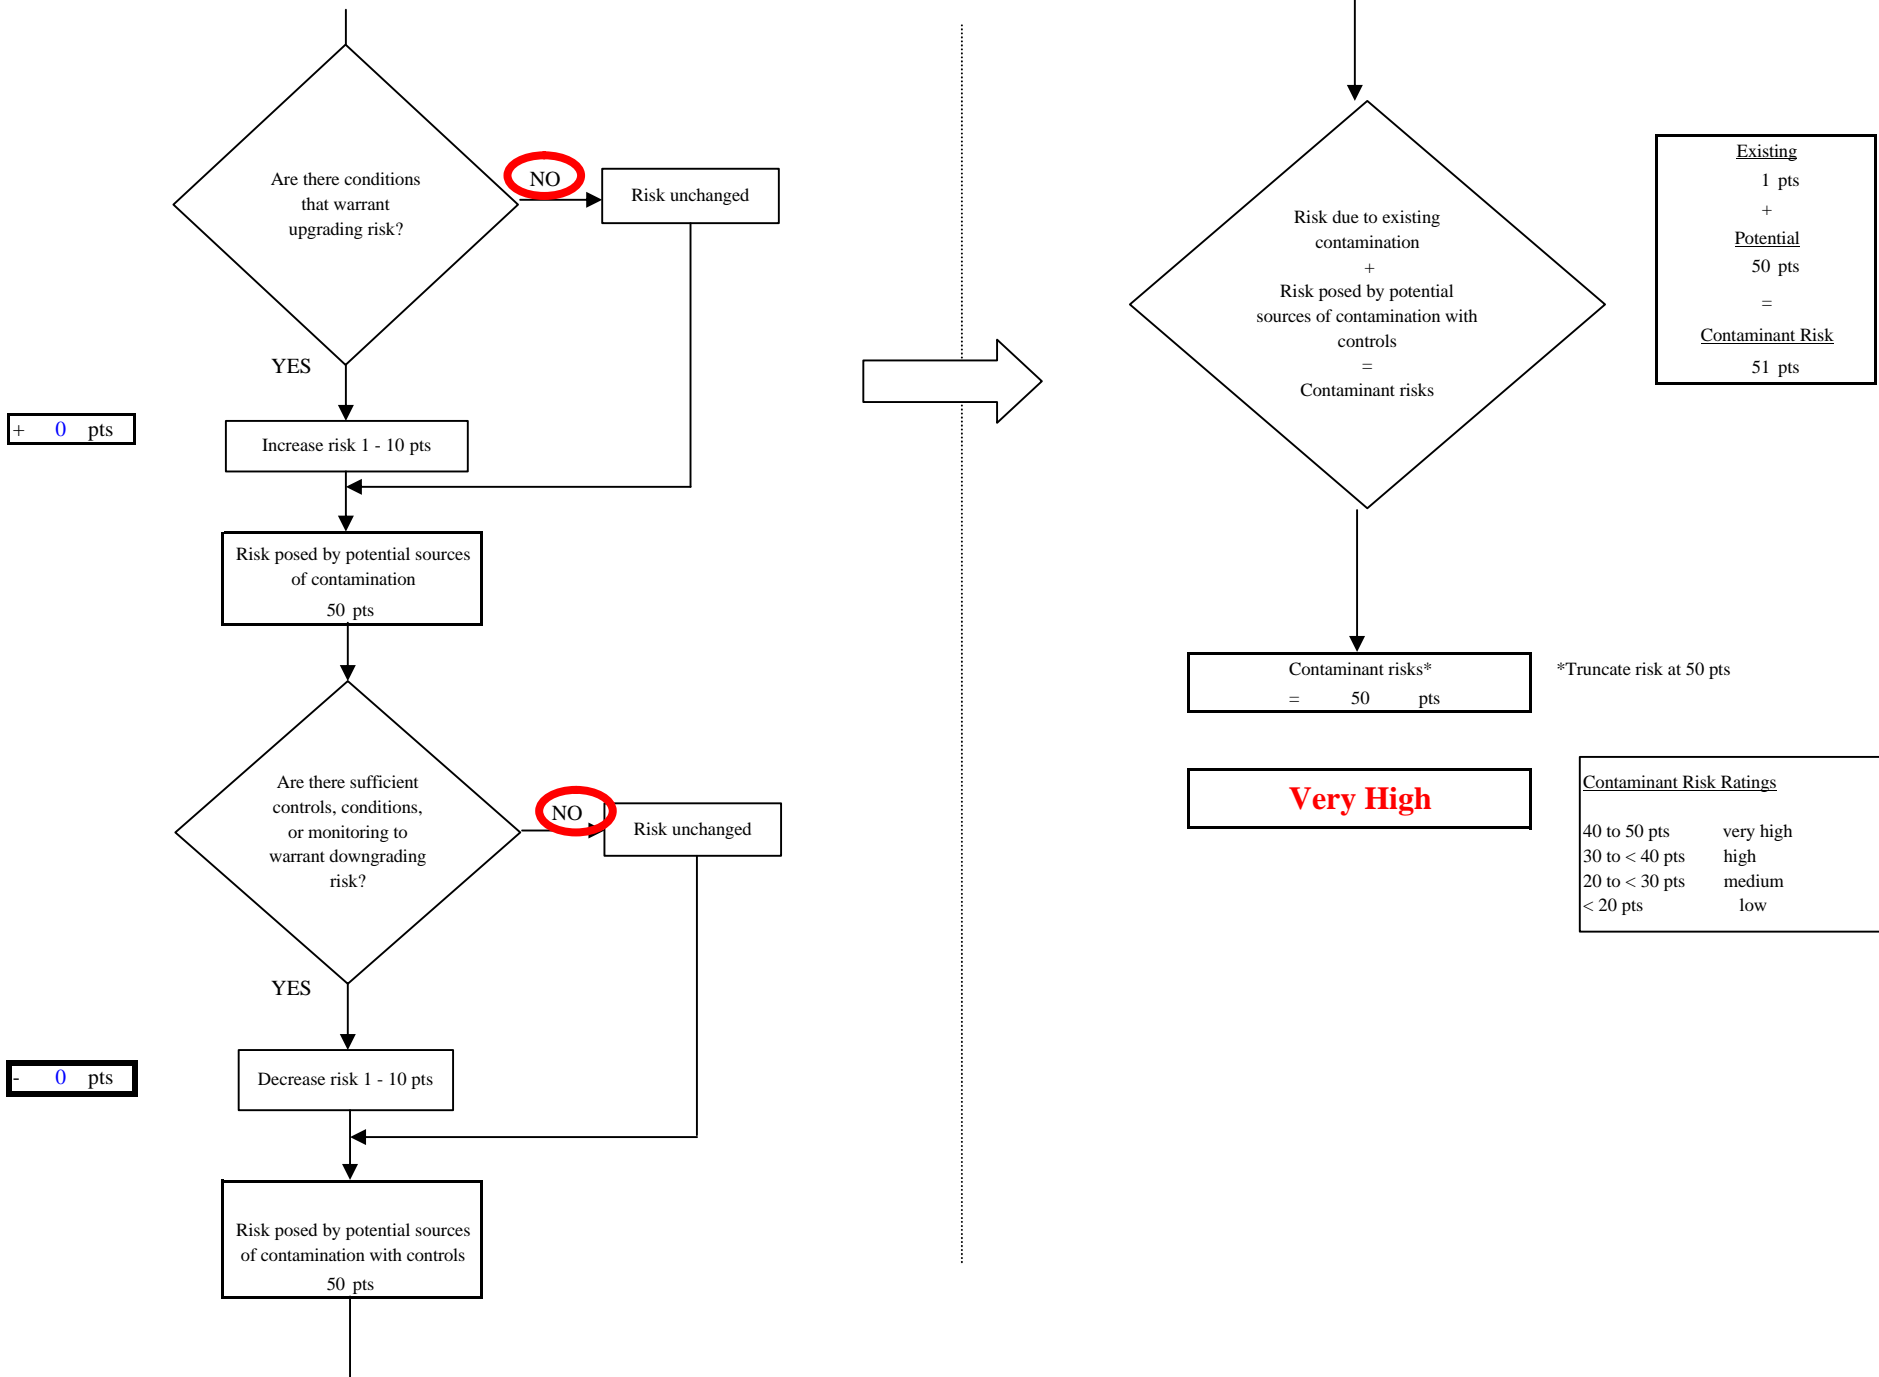 Are there conditions
that warrant
upgrading risk?
NO
Risk unchanged
YES
+ 0 pts
Increase risk 1 - 10 pts
Risk posed by potential sources
of contamination
50 pts
Are there sufficient
controls, conditions,
or monitoring to
warrant downgrading
risk?
NO
Risk unchanged
YES
- 0 pts
Decrease risk 1 - 10 pts
Risk posed by potential sources
of contamination with controls
50 pts
Risk due to existing
contamination
+
Risk posed by potential
sources of contamination with
controls
=
Contaminant risks
Existing
1 pts
+
Potential
50 pts
=
Contaminant Risk
51 pts
Contaminant risks*
= 50 pts
*Truncate risk at 50 pts
Very High
Contaminant Risk Ratings
40 to 50 pts very high
30 to < 40 pts high
20 to < 30 pts medium
< 20 pts low